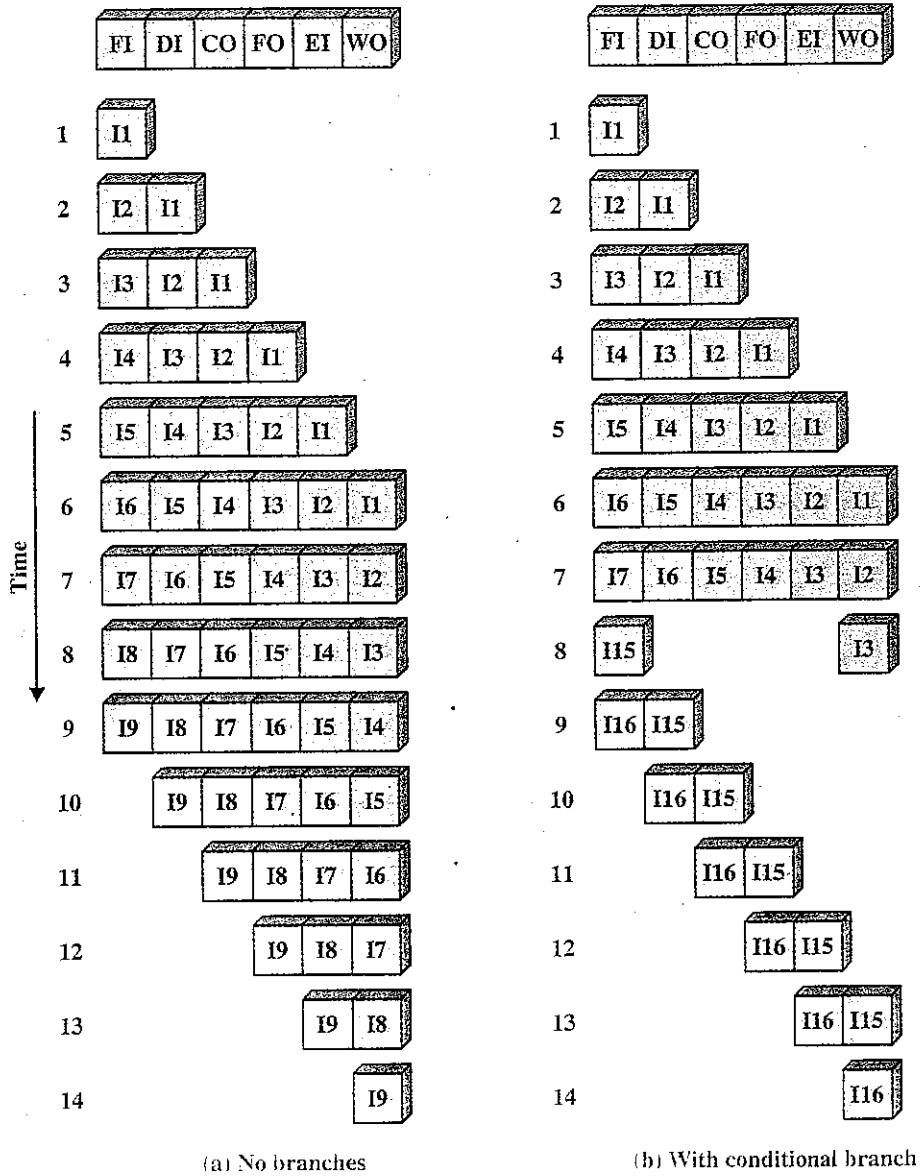 FI DI CO FO EI WO
1 I1
2 I2 I1
3 I3 I2 I1
4 I4 I3 I2 I1
5 I5 I4 I3 I2 I1
6 I6 I5 I4 I3 I2 I1
7 I7 I6 I5 I4 I3 I2
8 I8 I7 I6 I5 I4 I3
9 I9 I8 I7 I6 I5 I4
10 I9 I8 I7 I6 I5
11 I9 I8 I7 I6
12 I9 I8 I7
13 I9 I8
14 I9
Time
(a) No branches
FI DI CO FO EI WO
1 I1
2 I2 I1
3 I3 I2 I1
4 I4 I3 I2 I1
5 I5 I4 I3 I2 I1
6 I6 I5 I4 I3 I2 I1
7 I7 I6 I5 I4 I3 I2
8 I15 I3
9 I16 I15
10 I16 I15
11 I16 I15
12 I16 I15
13 I16 I15
14 I16
(b) With conditional branch